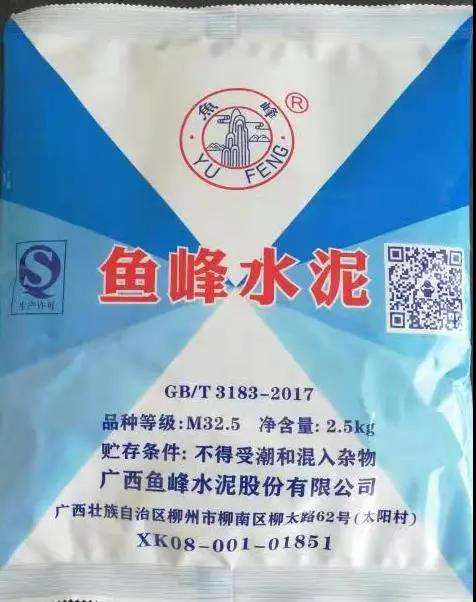 魚峰
®
YU FENG
生产许可
鱼峰水泥
GB/T 3183-2017
品种等级:M32.5 净含量: 2.5kg
贮存条件: 不得受潮和混入杂物
广西鱼峰水泥股份有限公司
广西壮族自治区柳州市柳南区柳太路62号(太阳村)
XK08-001-01851